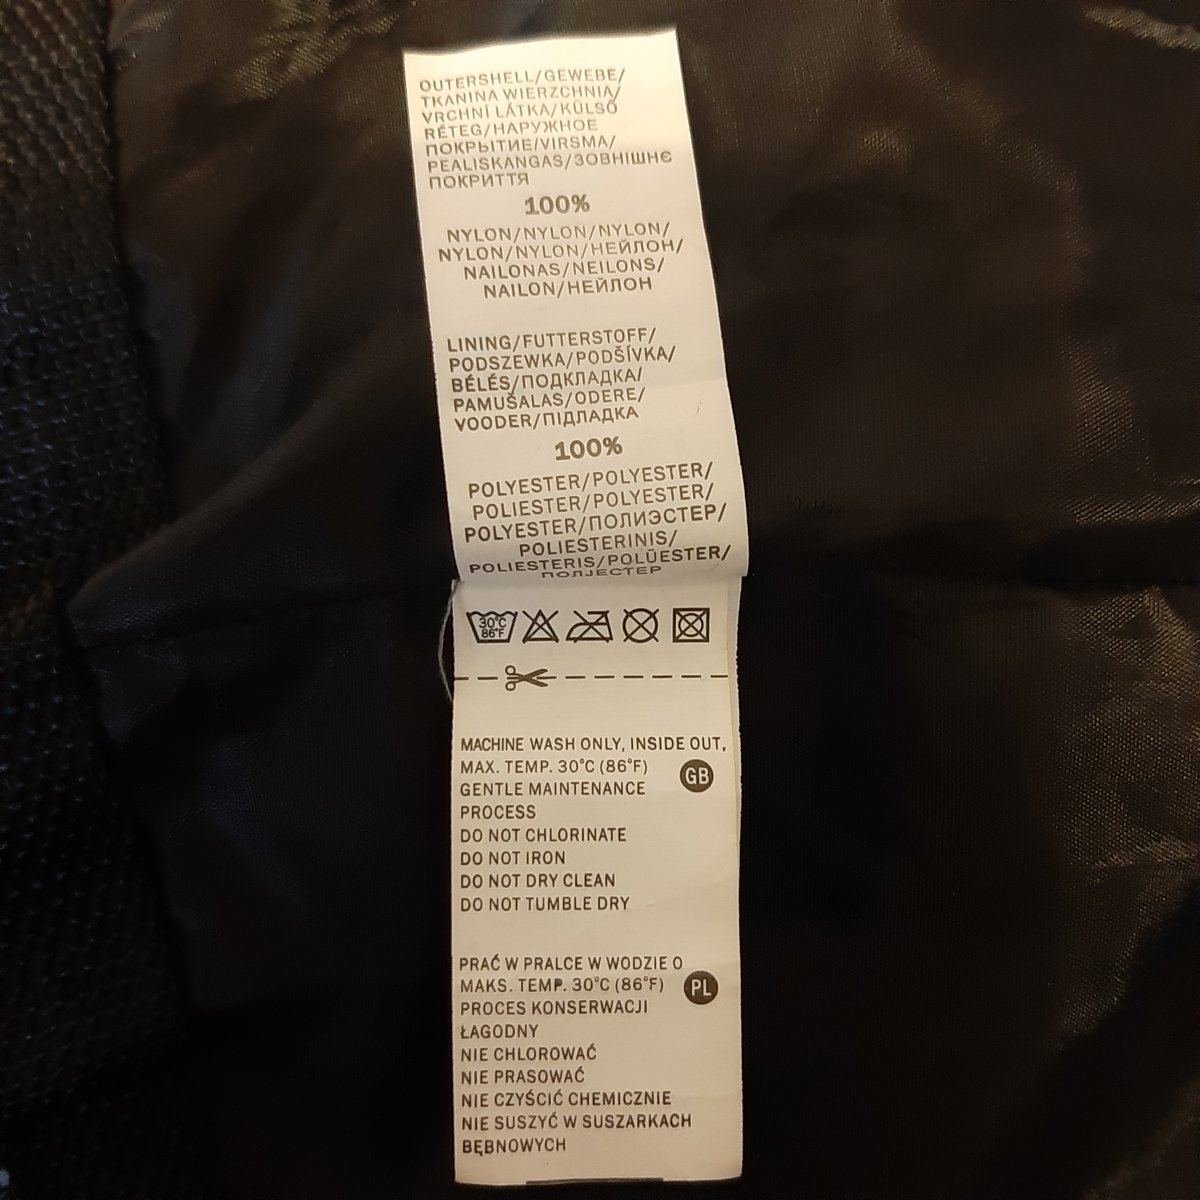 OUTERSHELL/GEWEBE/
TKANINA WIERZCHNIA/
VRCHNÍ LÁTKA/KÜLSŐ
RÉTEG/НАРУЖНОЕ
ПОКРЫТИЕ/VIRSMA/
PEALISKANGAS/ЗОВНІШНЄ
ПОКРИТТЯ
100%
NYLON/NYLON/NYLON/
NYLON/NYLON/НЕЙЛОН/
NAILONAS/NEILONS/
NAILON/НЕЙЛОН
LINING/FUTTERSTOFF/
PODSZEWKA/PODŠÍVKA/
BÉLÉS/ПОДКЛАДКА/
PAMUŠALAS/ODERE/
VOODER/ПІДЛАДКА
100%
POLYESTER/POLYESTER/
POLIESTER/POLYESTER/
POLYESTER/ПОЛИЭСТЕР/
POLIESTERINIS/
POLIESTERIS/POLÜESTER/
ПОЛІЕСТЕР
30°C
86°F
MACHINE WASH ONLY, INSIDE OUT,
MAX. TEMP. 30°C (86°F)
GB
GENTLE MAINTENANCE
PROCESS
DO NOT CHLORINATE
DO NOT IRON
DO NOT DRY CLEAN
DO NOT TUMBLE DRY
PRAĆ W PRALCE W WODZIE O
MAKS. TEMP. 30°C (86°F)
PL
PROCES KONSERWACJI
ŁAGODNY
NIE CHLOROWAĆ
NIE PRASOWAĆ
NIE CZYŚCIĆ CHEMICZNIE
NIE SUSZYĆ W SUSZARKACH
BĘBNOWYCH